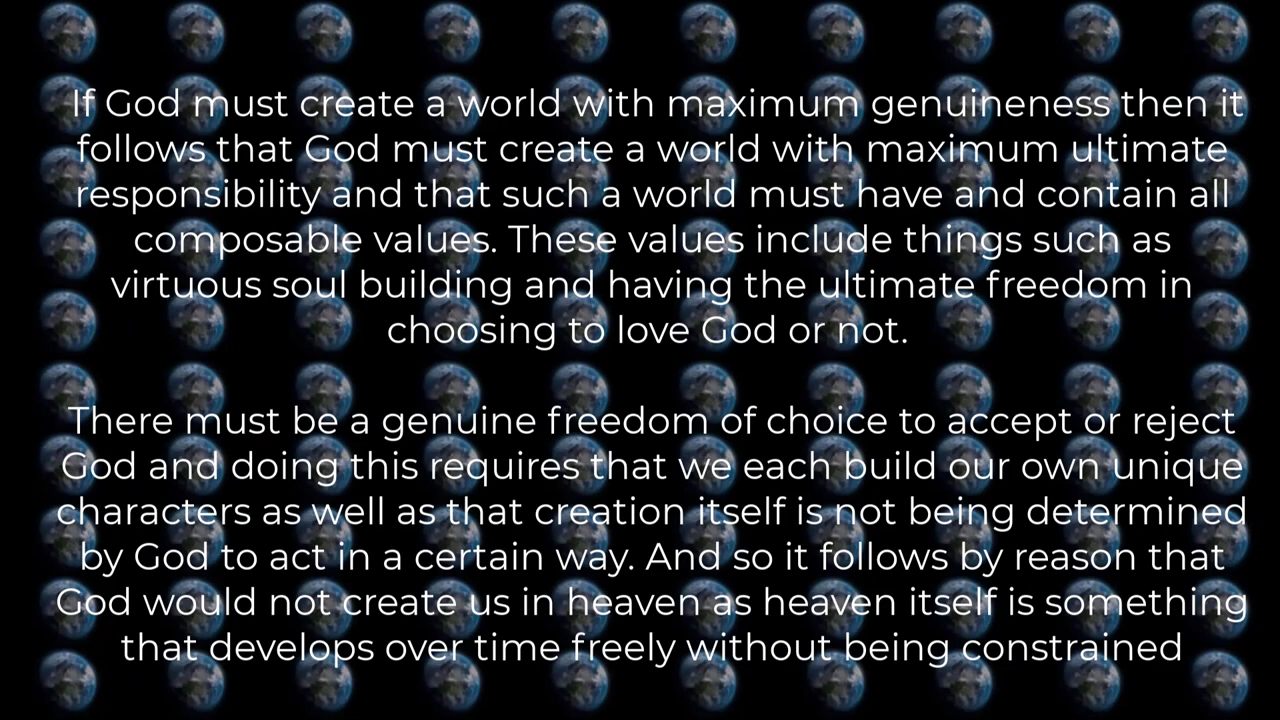 If God must create a world with maximum genuineness then it
follows that God must create a world with maximum ultimate
responsibility and that such a world must have and contain all
composable values. These values include things such as
virtuous soul building and having the ultimate freedom in
choosing to love God or not.
There must be a genuine freedom of choice to accept or reject
God and doing this requires that we each build our own unique
characters as well as that creation itself is not being determined
by God to act in a certain way. And so it follows by reason that
God would not create us in heaven as heaven itself is something
that develops over time freely without being constrained